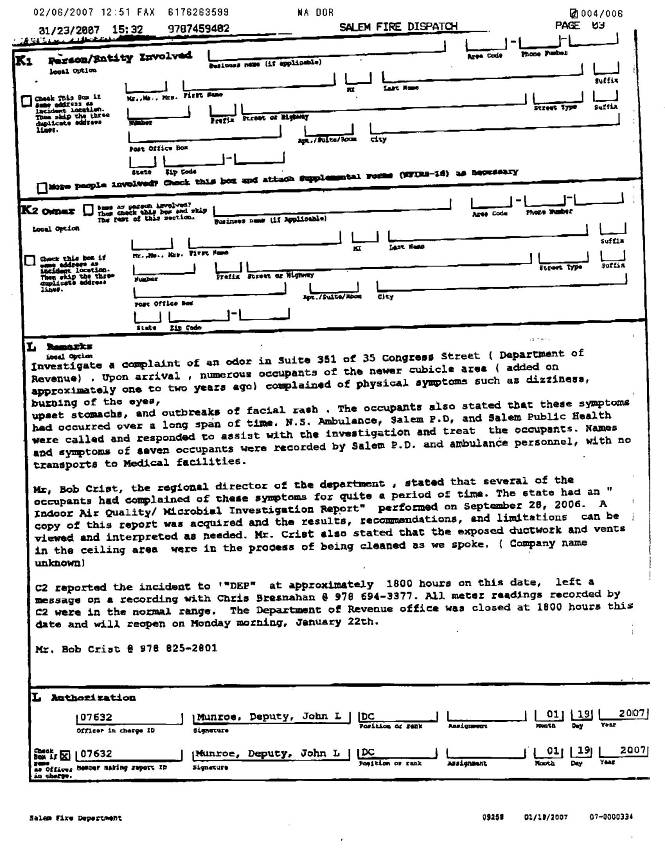 02/06/2007 12:51 FAX 6176263599 MA DOR 004/006
01/23/2007 15:32 9787459402 SALEM FIRE DISPATCH PAGE 03
K1 Person/Entity Involved
Local Option
Business name (if applicable)
Area Code Phone Number
Check This Box if
same address as
incident location.
Then skip the three
duplicate address
lines.
Mr.,Ms., Mrs. First Name MI Last Name Suffix
Number Prefix Street or Highway Street Type Suffix
Post Office Box Apt./Suite/Room City
State Zip Code
More people involved? Check this box and attach Supplemental Forms (NFIRS-1S) as necessary
K2 Owner
Same as person involved?
Then check this box and skip
The rest of this section.
Local Option
Business name (if Applicable)
Area Code Phone Number
Check this box if
same address as
incident location.
Then skip the three
duplicate address
lines.
Mr.,Ms., Mrs. First Name MI Last Name Suffix
Number Prefix Street or Highway Street Type Suffix
Post Office Box Apt./Suite/Room City
State Zip Code
L Remarks
Local Option
Investigate a complaint of an odor in Suite 351 of 35 Congress Street ( Department of
Revenue) . Upon arrival , numerous occupants of the newer cubicle area ( added on
approximately one to two years ago) complained of physical symptoms such as dizziness,
burning of the eyes,
upset stomachs, and outbreaks of facial rash . The occupants also stated that these symptoms
had occurred over a long span of time. N.S. Ambulance, Salem P.D, and Salem Public Health
were called and responded to assist with the investigation and treat the occupants. Names
and symptoms of seven occupants were recorded by Salem P.D. and ambulance personnel, with no
transports to Medical facilities.
Mr, Bob Crist, the regional director of the department , stated that several of the
occupants had complained of these symptoms for quite a period of time. The state had an "
Indoor Air Quality/ Microbial Investigation Report" performed on September 28, 2006. A
copy of this report was acquired and the results, recommendations, and limitations can be
viewed and interpreted as needed. Mr. Crist also stated that the exposed ductwork and vents
in the ceiling area were in the process of being cleaned as we spoke. ( Company name
unknown)
C2 reported the incident to '"DEP" at approximately 1800 hours on this date, left a
message on a recording with Chris Bresnahan @ 978 694-3377. All meter readings recorded by
C2 were in the normal range. The Department of Revenue office was closed at 1800 hours this
date and will reopen on Monday morning, January 22th.
Mr. Bob Crist @ 978 825-2801
L Authorization
07632 Munroe, Deputy, John L DC 01 19 2007
Officer in charge ID Signature Position or rank Assignment Month Day Year
Check
Box if
same
as Officer
in charge.
07632 Munroe, Deputy, John L DC 01 19 2007
Member making report ID Signature Position or rank Assignment Month Day Year
Salem Fire Department 09258 01/19/2007 07-0000334